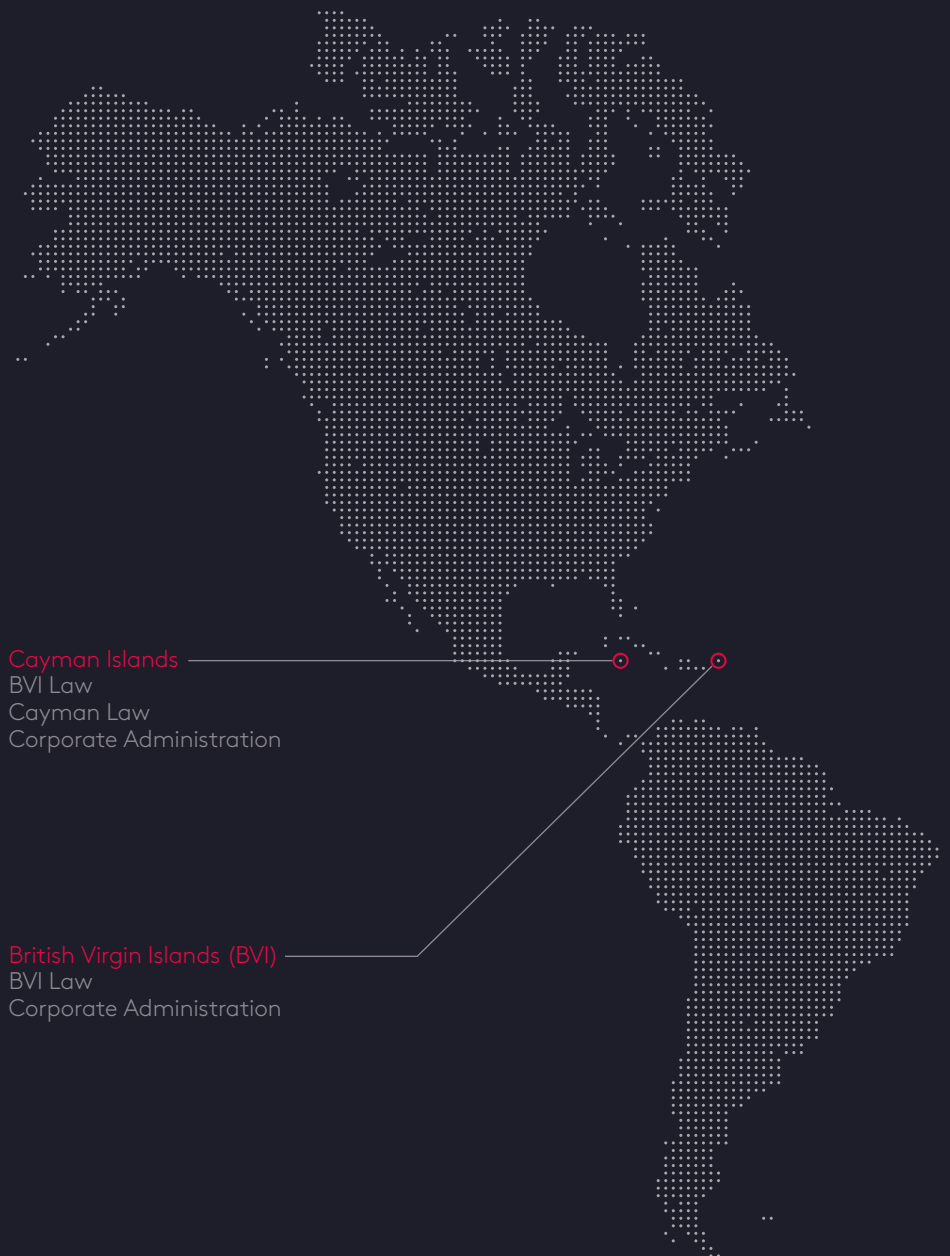 Cayman Islands
BVI Law
Cayman Law
Corporate Administration
British Virgin Islands (BVI)
BVI Law
Corporate Administration